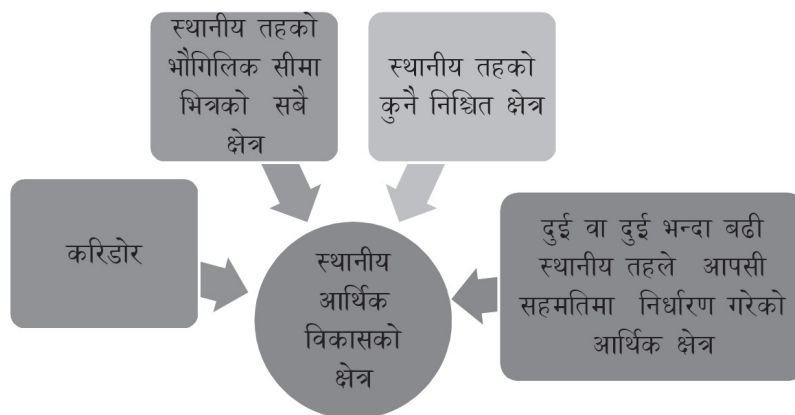 स्थानीय तहको
भौगिलिक सीमा
भित्रको सबै
क्षेत्र
स्थानीय तहको
कुनै निश्चित क्षेत्र
करिडोर
स्थानीय
आर्थिक
विकासको
क्षेत्र
दुई वा दुई भन्दा बढी
स्थानीय तहले आपसी
सहमतिमा निर्धारण गरेको
आर्थिक क्षेत्र